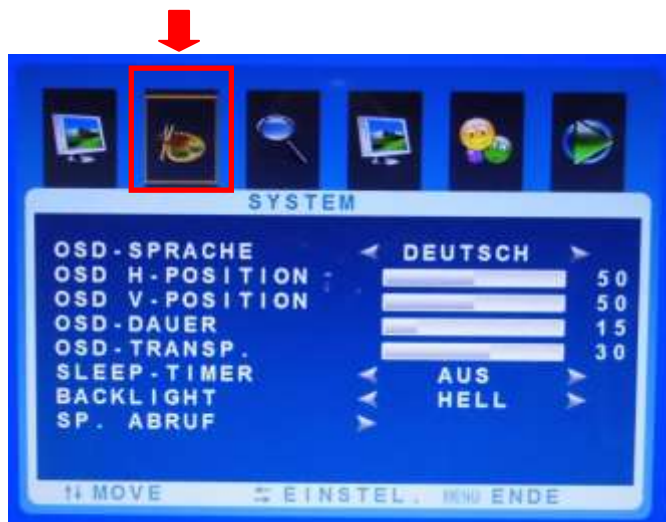 SYSTEM
OSD-SPRACHE DEUTSCH
OSD H-POSITION 50
OSD V-POSITION 50
OSD-DAUER 15
OSD-TRANSP. 30
SLEEP-TIMER AUS
BACKLIGHT HELL
SP. ABRUF
MOVE EINSTEL. MENU ENDE